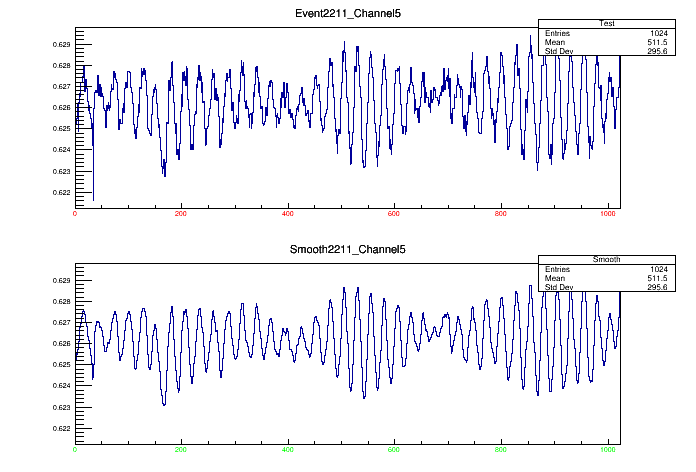 Event2211_Channel5
Test
Entries 1024
Mean 511.5
Std Dev 295.6
0.629
0.628
0.627
0.626
0.625
0.624
0.623
0.622
0 200 400 600 800 1000
Smooth2211_Channel5
Smooth
Entries 1024
Mean 511.5
Std Dev 295.6
0.629
0.628
0.627
0.626
0.625
0.624
0.623
0.622
0 200 400 600 800 1000